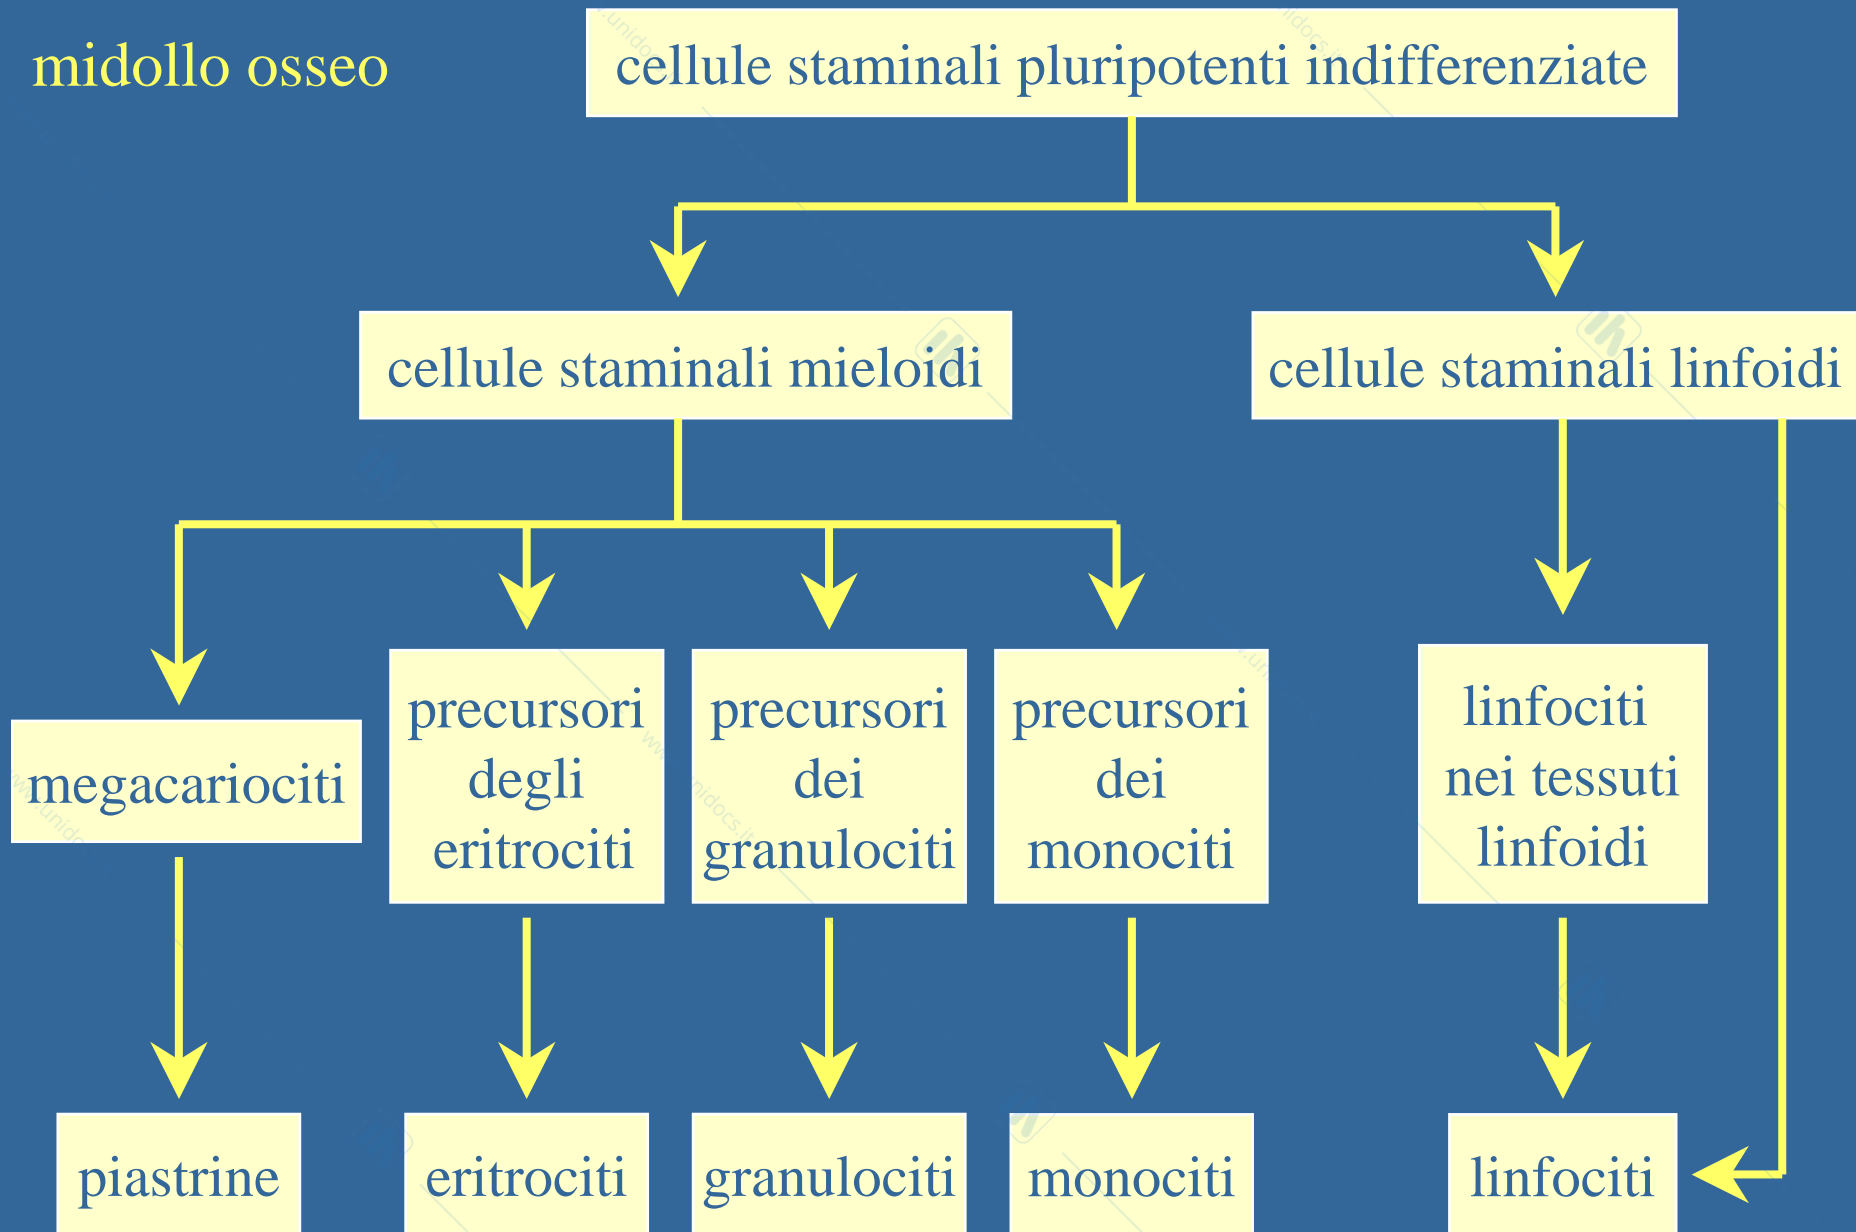 midollo osseo
cellule staminali pluripotenti indifferenziate
cellule staminali mieloidi
cellule staminali linfoidi
megacariociti
precursori
degli
eritrociti
precursori
dei
granulociti
precursori
dei
monociti
linfociti
nei tessuti
linfoidi
piastrine
eritrociti
granulociti
monociti
linfociti